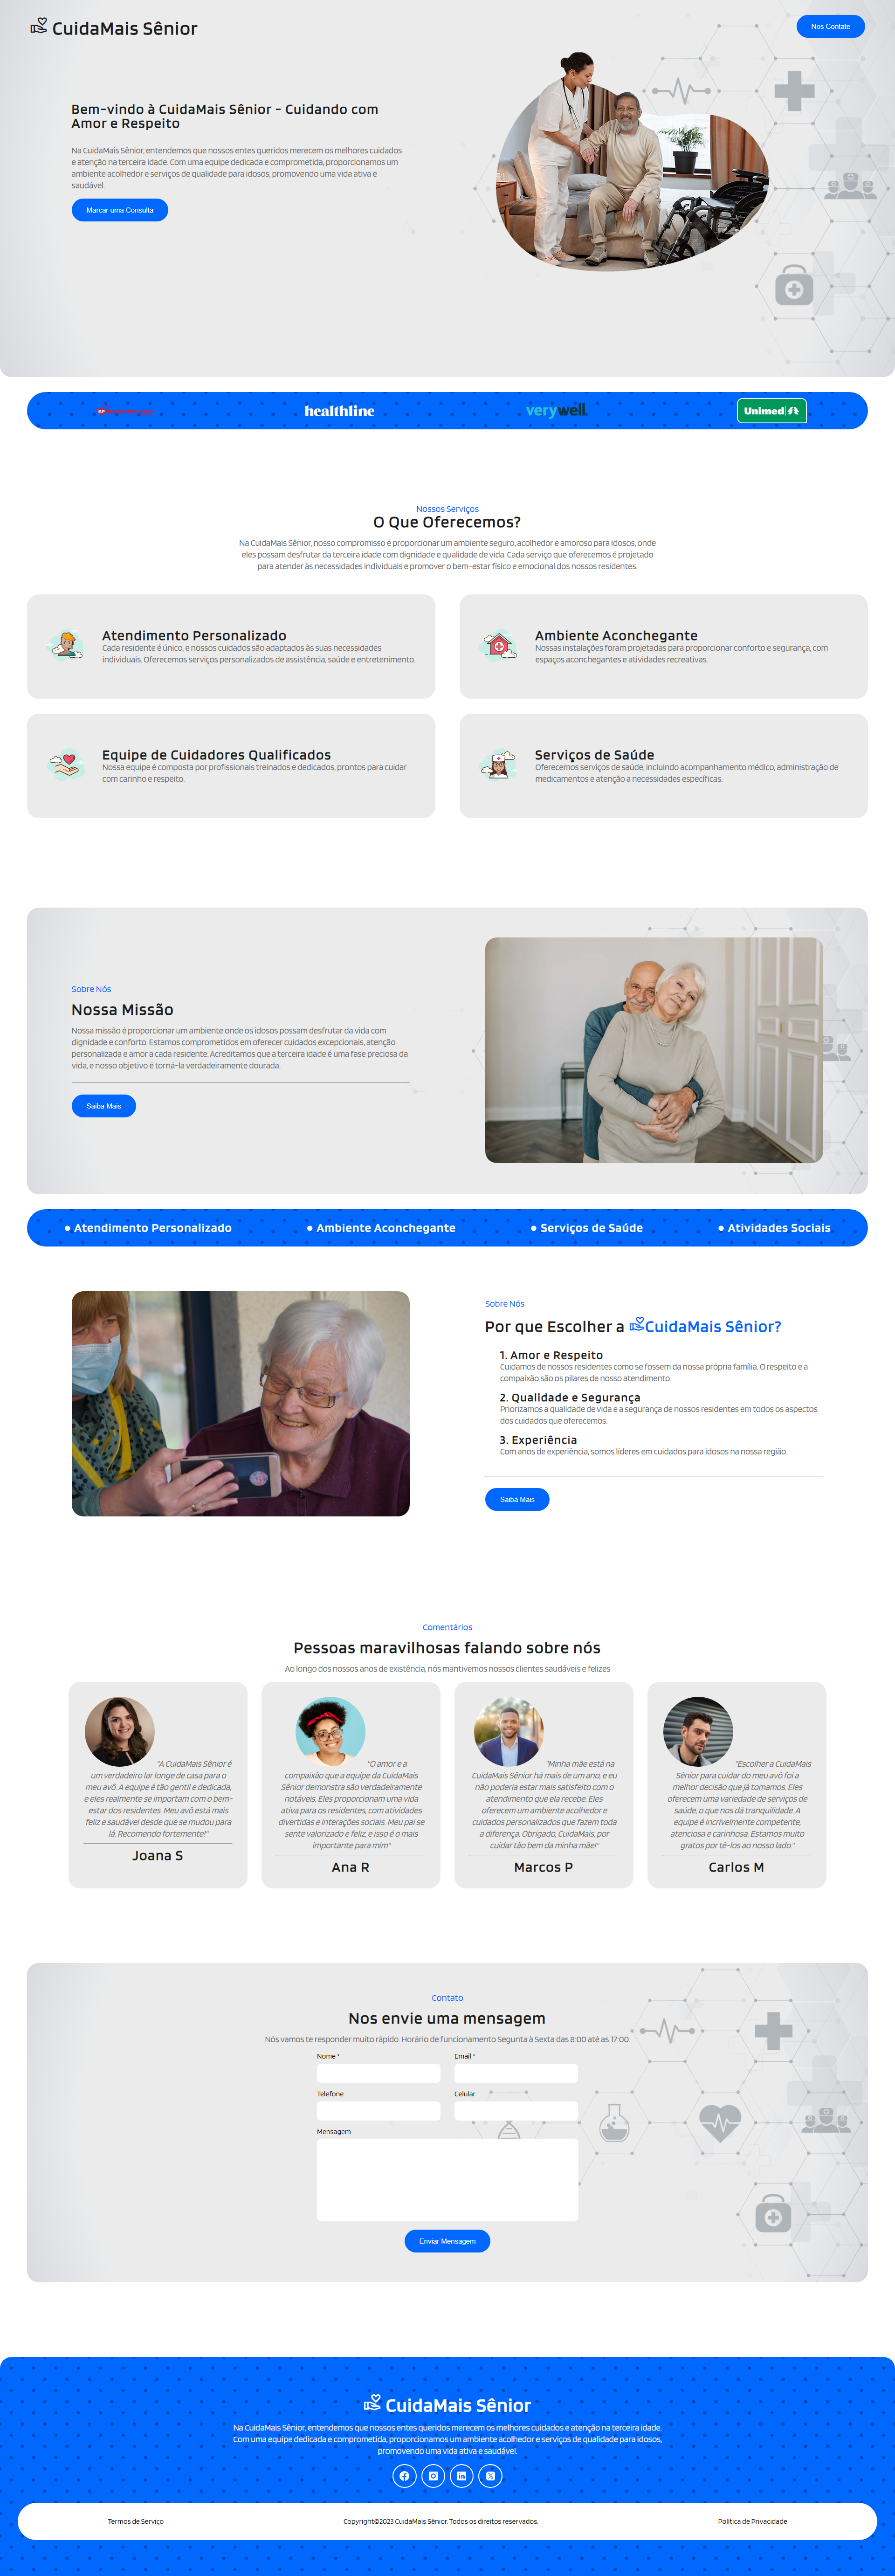 CuidaMais Sênior
Nos Contate
Bem-vindo à CuidaMais Sênior - Cuidando com
Amor e Respeito
Na CuidaMais Sênior, entendemos que nossos entes queridos merecem os melhores cuidados
e atenção na terceira idade. Com uma equipe dedicada e comprometida, proporcionamos um
ambiente acolhedor e serviços de qualidade para idosos, promovendo uma vida ativa e
saudável.
Marcar uma Consulta
healthline
verywell
Unimed
Nossos Serviços
O Que Oferecemos?
Na CuidaMais Sênior, nosso compromisso é proporcionar um ambiente seguro, acolhedor e amoroso para idosos, onde
eles possam desfrutar da terceira idade com dignidade e qualidade de vida. Cada serviço que oferecemos é projetado
para atender às necessidades individuais e promover o bem-estar físico e emocional dos nossos residentes.
Atendimento Personalizado
Cada residente é único, e nossos cuidados são adaptados às suas necessidades
individuais. Oferecemos serviços personalizados de assistência, saúde e entretenimento.
Ambiente Aconchegante
Nossas instalações foram projetadas para proporcionar conforto e segurança, com
espaços aconchegantes e atividades recreativas.
Equipe de Cuidadores Qualificados
Nossa equipe é composta por profissionais treinados e dedicados, prontos para cuidar
com carinho e respeito.
Serviços de Saúde
Oferecemos serviços de saúde, incluindo acompanhamento médico, administração de
medicamentos e atenção a necessidades específicas.
Sobre Nós
Nossa Missão
Nossa missão é proporcionar um ambiente onde os idosos possam desfrutar da vida com
dignidade e conforto. Estamos comprometidos em oferecer cuidados excepcionais, atenção
personalizada e amor a cada residente. Acreditamos que a terceira idade é uma fase preciosa da
vida, e nosso objetivo é torná-la verdadeiramente dourada.
Saiba Mais
● Atendimento Personalizado
● Ambiente Aconchegante
● Serviços de Saúde
● Atividades Sociais
Sobre Nós
Por que Escolher a CuidaMais Sênior?
1. Amor e Respeito
Cuidamos de nossos residentes como se fossem da nossa própria família. O respeito e a
compaixão são os pilares de nosso atendimento.
2. Qualidade e Segurança
Priorizamos a qualidade de vida e a segurança de nossos residentes em todos os aspectos
dos cuidados que oferecemos.
3. Experiência
Com anos de experiência, somos líderes em cuidados para idosos na nossa região.
Saiba Mais
Comentários
Pessoas maravilhosas falando sobre nós
Ao longo dos nossos anos de existência, nós mantivemos nossos clientes saudáveis e felizes
"A CuidaMais Sênior é
um verdadeiro lar longe de casa para o
meu avô. A equipe é tão gentil e dedicada,
e eles realmente se importam com o bem-
estar dos residentes. Meu avô está mais
feliz e saudável desde que se mudou para
lá. Recomendo fortemente!"
Joana S
"O amor e a
compaixão que a equipe da CuidaMais
Sênior demonstra são verdadeiramente
notáveis. Eles proporcionam uma vida
ativa para os residentes, com atividades
divertidas e interações sociais. Meu pai se
sente valorizado e feliz, e isso é o mais
importante para mim"
Ana R
"Minha mãe está na
CuidaMais Sênior há mais de um ano, e eu
não poderia estar mais satisfeito com o
atendimento que ela recebe. Eles
oferecem um ambiente acolhedor e
cuidados personalizados que fazem toda
a diferença. Obrigado, CuidaMais, por
cuidar tão bem da minha mãe!"
Marcos P
"Escolher a CuidaMais
Sênior para cuidar do meu avô foi a
melhor decisão que já tomamos. Eles
oferecem uma variedade de serviços de
saúde, o que nos dá tranquilidade. A
equipe é incrivelmente competente,
atenciosa e carinhosa. Estamos muito
gratos por tê-los ao nosso lado."
Carlos M
Contato
Nos envie uma mensagem
Nós vamos te responder muito rápido. Horário de funcionamento Segunta à Sexta das 8:00 até as 17:00.
Nome *
Email *
Telefone
Celular
Mensagem
Enviar Mensagem
CuidaMais Sênior
Na CuidaMais Sênior, entendemos que nossos entes queridos merecem os melhores cuidados e atenção na terceira idade.
Com uma equipe dedicada e comprometida, proporcionamos um ambiente acolhedor e serviços de qualidade para idosos,
promovendo uma vida ativa e saudável.
Termos de Serviço
Copyright©2023 CuidaMais Sênior. Todos os direitos reservados.
Política de Privacidade